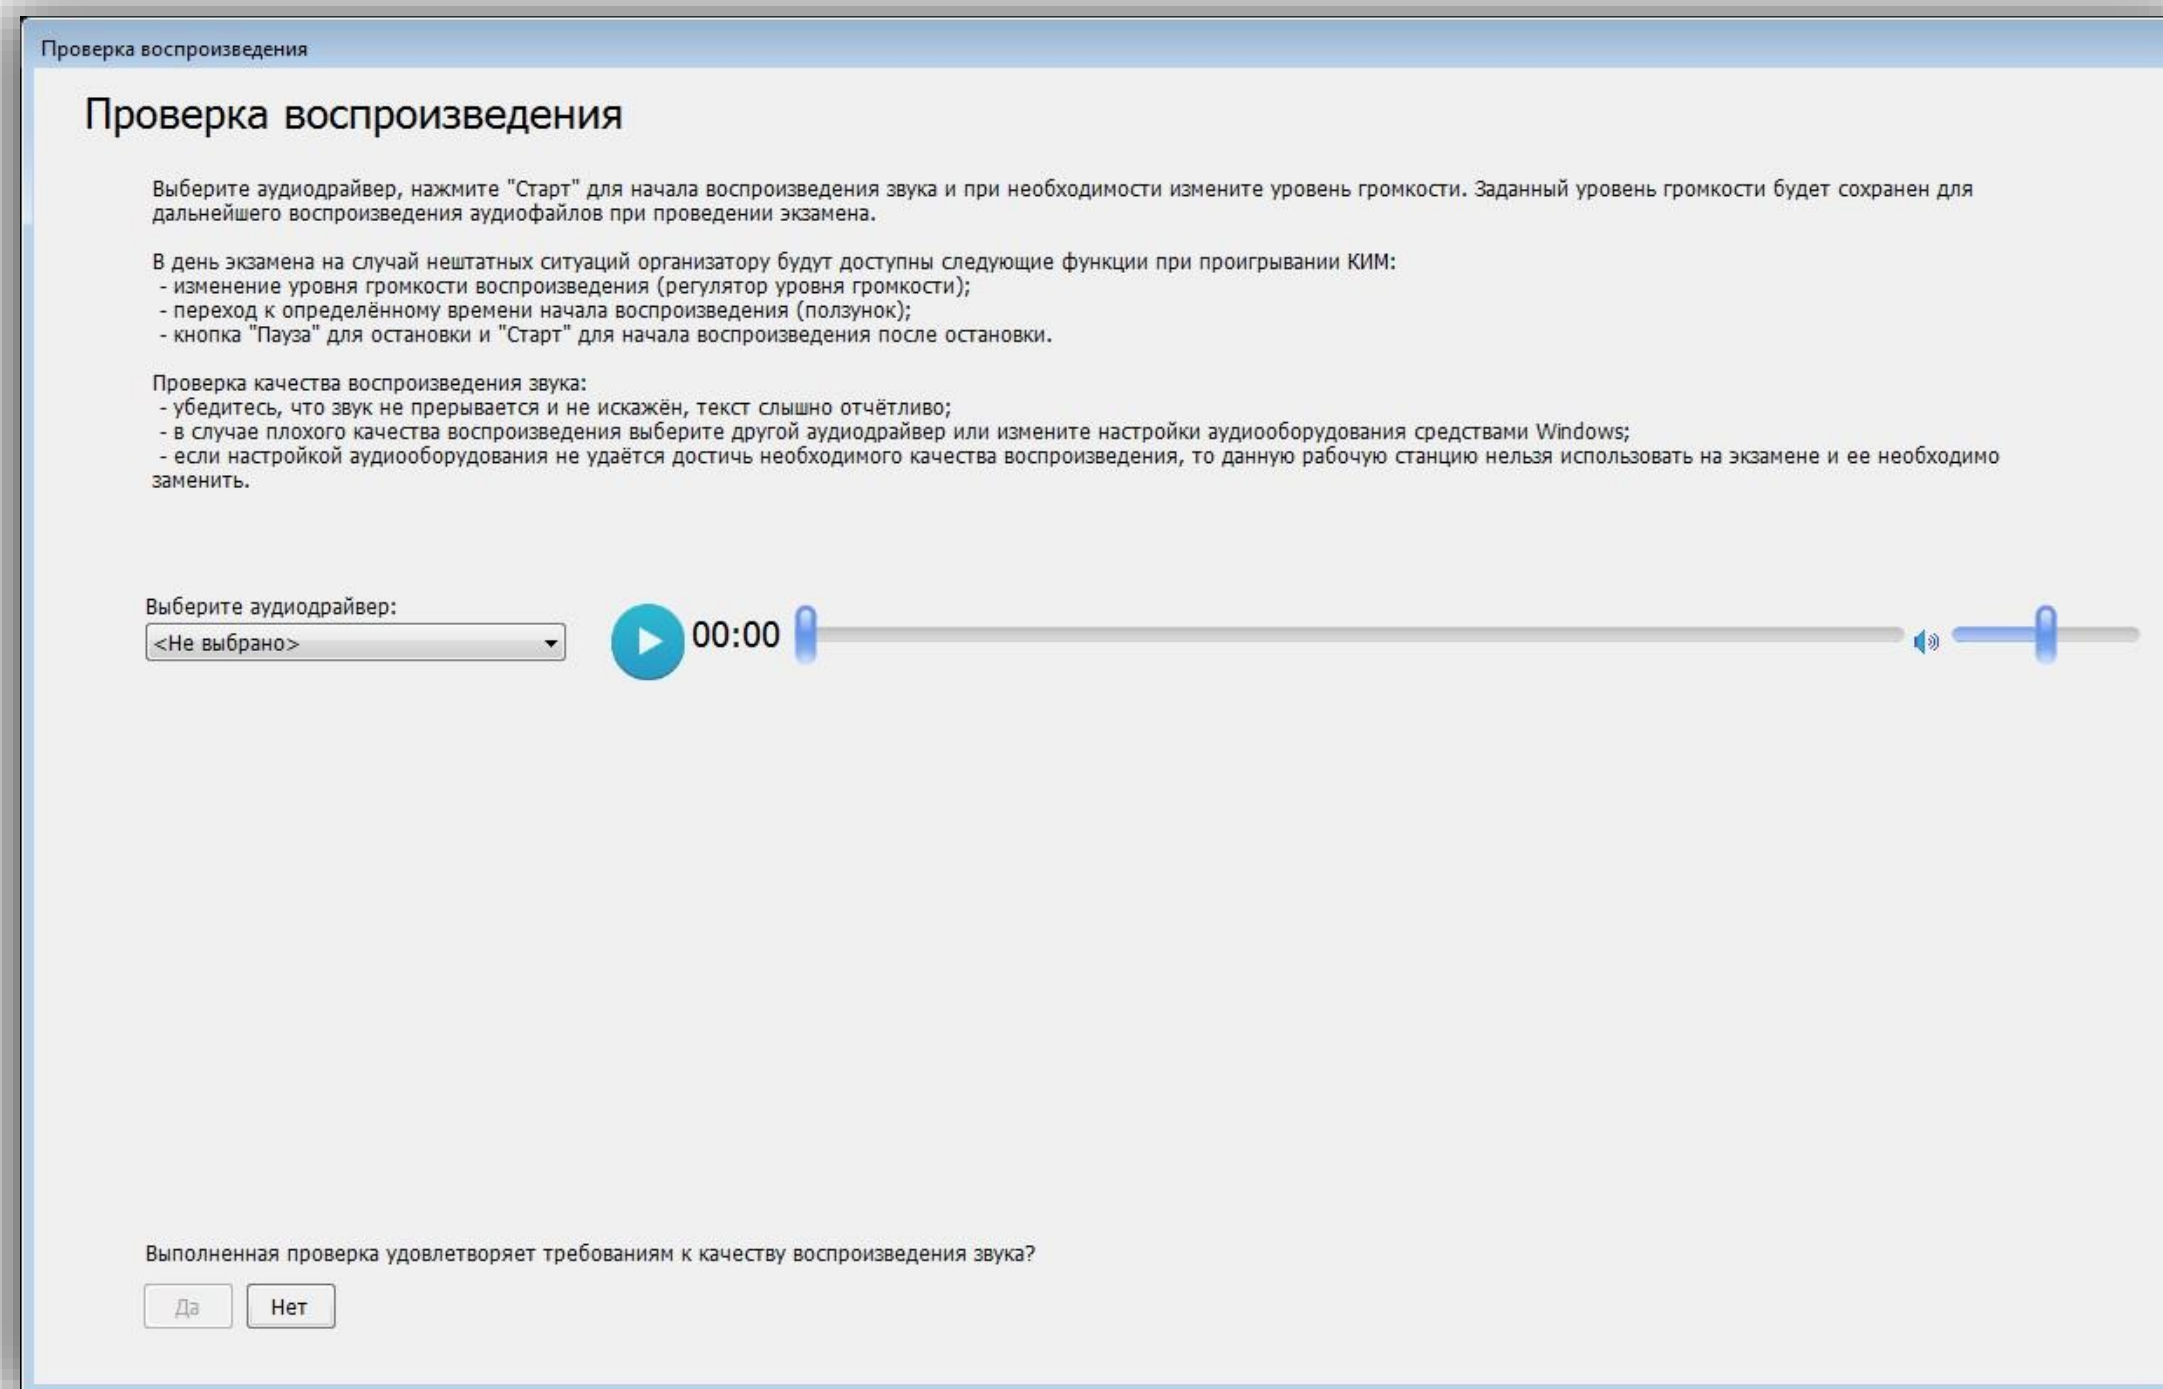 Проверка воспроизведения
Проверка воспроизведения
Выберите аудиодрайвер, нажмите "Старт" для начала воспроизведения звука и при необходимости измените уровень громкости. Заданный уровень громкости будет сохранен для
дальнейшего воспроизведения аудиофайлов при проведении экзамена.
В день экзамена на случай нештатных ситуаций организатору будут доступны следующие функции при проигрывании КИМ:
- изменение уровня громкости воспроизведения (регулятор уровня громкости);
- переход к определённому времени начала воспроизведения (ползунок);
- кнопка "Пауза" для остановки и "Старт" для начала воспроизведения после остановки.
Проверка качества воспроизведения звука:
- убедитесь, что звук не прерывается и не искажён, текст слышно отчётливо;
- в случае плохого качества воспроизведения выберите другой аудиодрайвер или измените настройки аудиооборудования средствами Windows;
- если настройкой аудиооборудования не удаётся достичь необходимого качества воспроизведения, то данную рабочую станцию нельзя использовать на экзамене и ее необходимо
заменить.
Выберите аудиодрайвер:
<Не выбрано>
00:00
Выполненная проверка удовлетворяет требованиям к качеству воспроизведения звука?
Да
Нет